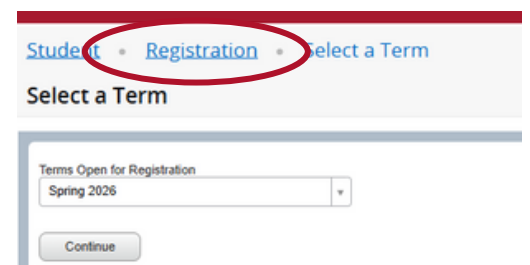 Student • Registration • Select a Term
Select a Term
Terms Open for Registration
Spring 2026
Continue